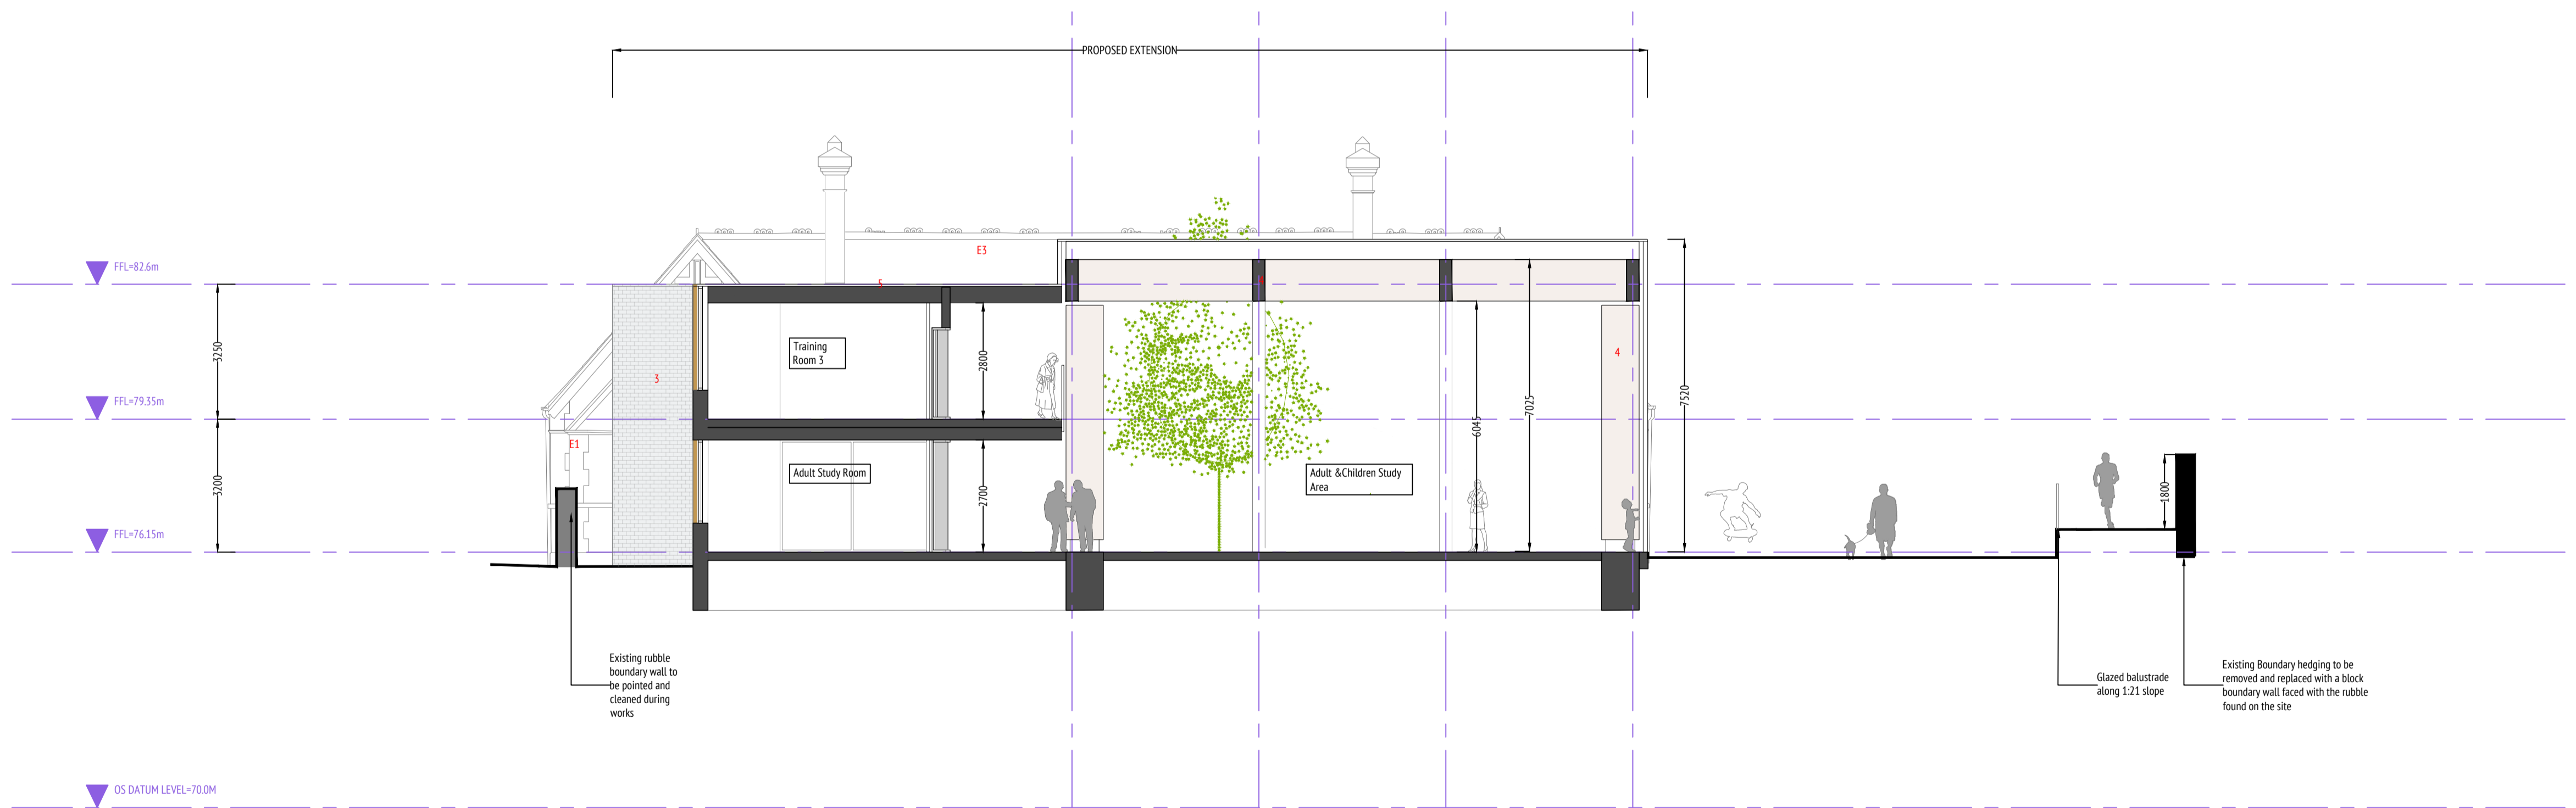 PROPOSED EXTENSION
E3
FFL=82.6m
5
3250
Training
Room 3
2800
4
7520
7025
6045
3
FFL=79.35m
E1
3200
Adult Study Room
2700
Adult &Children Study
Area
1800
FFL=76.15m
Existing rubble
boundary wall to
be pointed and
cleaned during
works
Glazed balustrade
along 1:21 slope
Existing Boundary hedging to be
removed and replaced with a block
boundary wall faced with the rubble
found on the site
OS DATUM LEVEL=70.0M